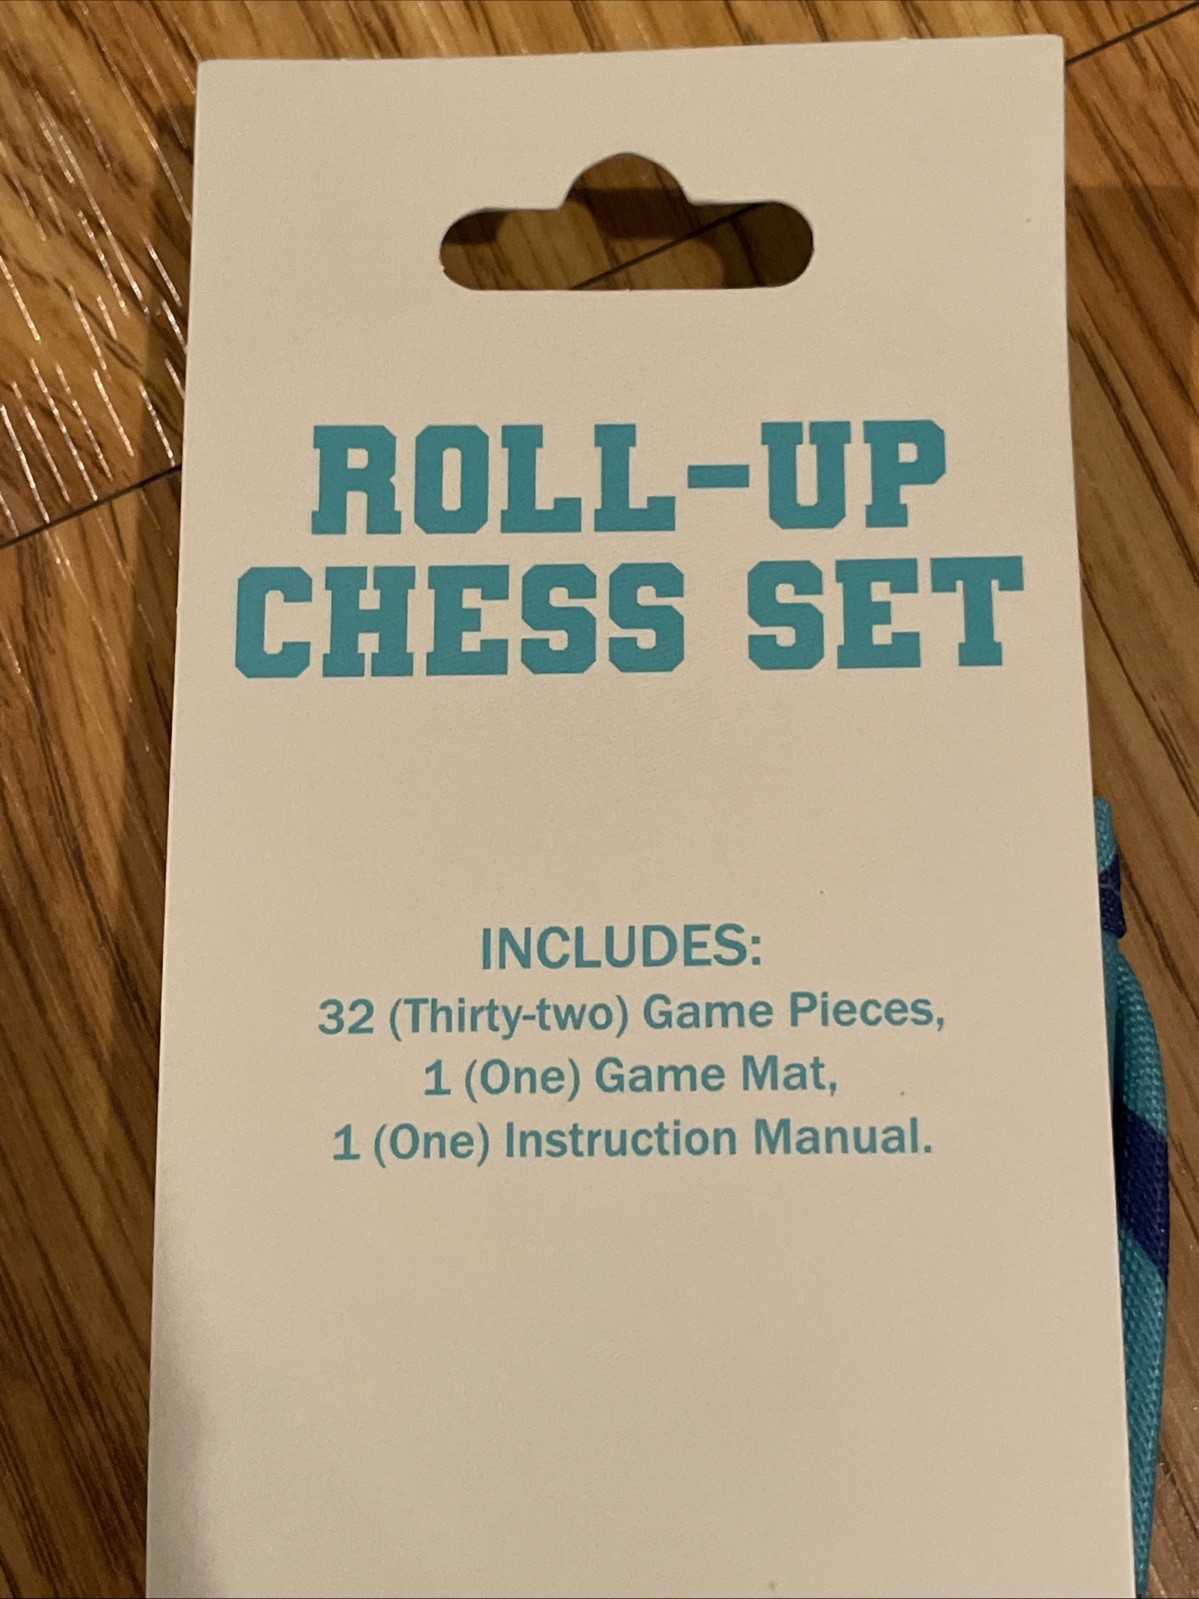 ROLL-UP
CHESS SET
INCLUDES:
32 (Thirty-two) Game Pieces,
1 (One) Game Mat,
1 (One) Instruction Manual.